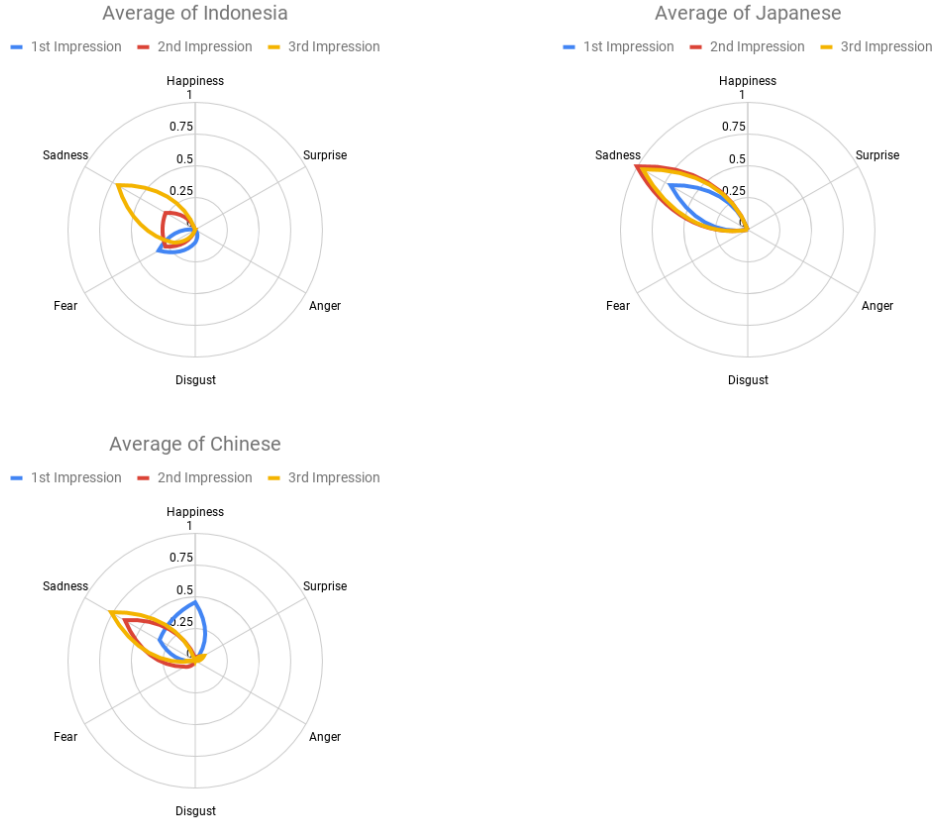 Average of Indonesia
1st Impression 2nd Impression 3rd Impression
Happiness
1
0.75
Sadness
Surprise
0.5
0.25
0
Fear
Anger
Disgust
Average of Japanese
1st Impression 2nd Impression 3rd Impression
Happiness
1
0.75
Sadness
Surprise
0.5
0.25
0
Fear
Anger
Disgust
Average of Chinese
1st Impression 2nd Impression 3rd Impression
Happiness
1
0.75
Sadness
Surprise
0.5
0.25
0
Fear
Anger
Disgust